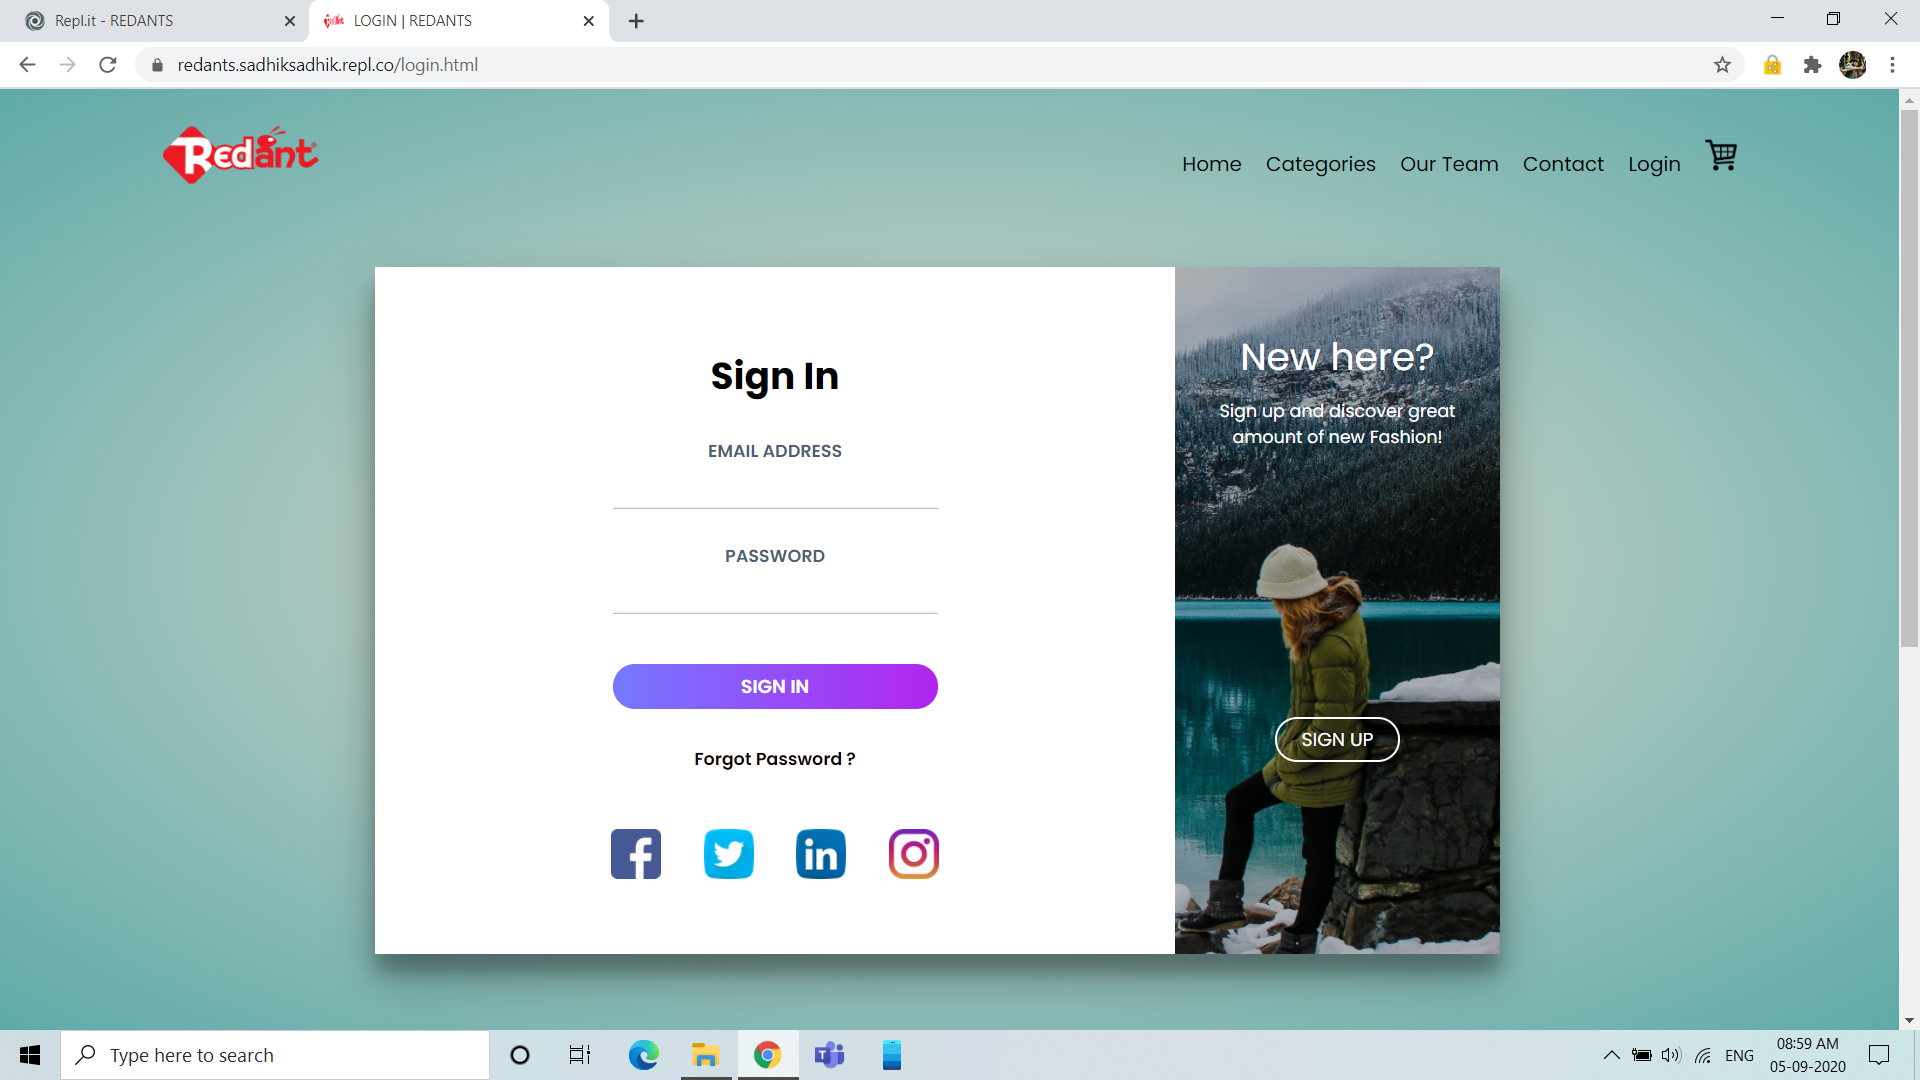 Repl.it - REDANTS
LOGIN | REDANTS
redants.sadhiksadhik.repl.co/login.html
Redant
Home Categories Our Team Contact Login
Sign In
EMAIL ADDRESS
PASSWORD
SIGN IN
Forgot Password ?
New here?
Sign up and discover great
amount of new Fashion!
SIGN UP
Type here to search
ENG
08:59 AM
05-09-2020